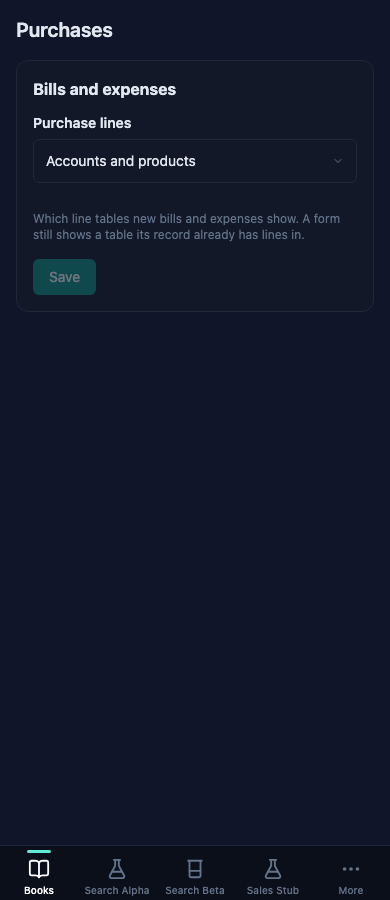 Purchases
Bills and expenses
Purchase lines
Accounts and products
Which line tables new bills and expenses show. A form
still shows a table its record already has lines in.
Save
Books
Search Alpha
Search Beta
Sales Stub
More